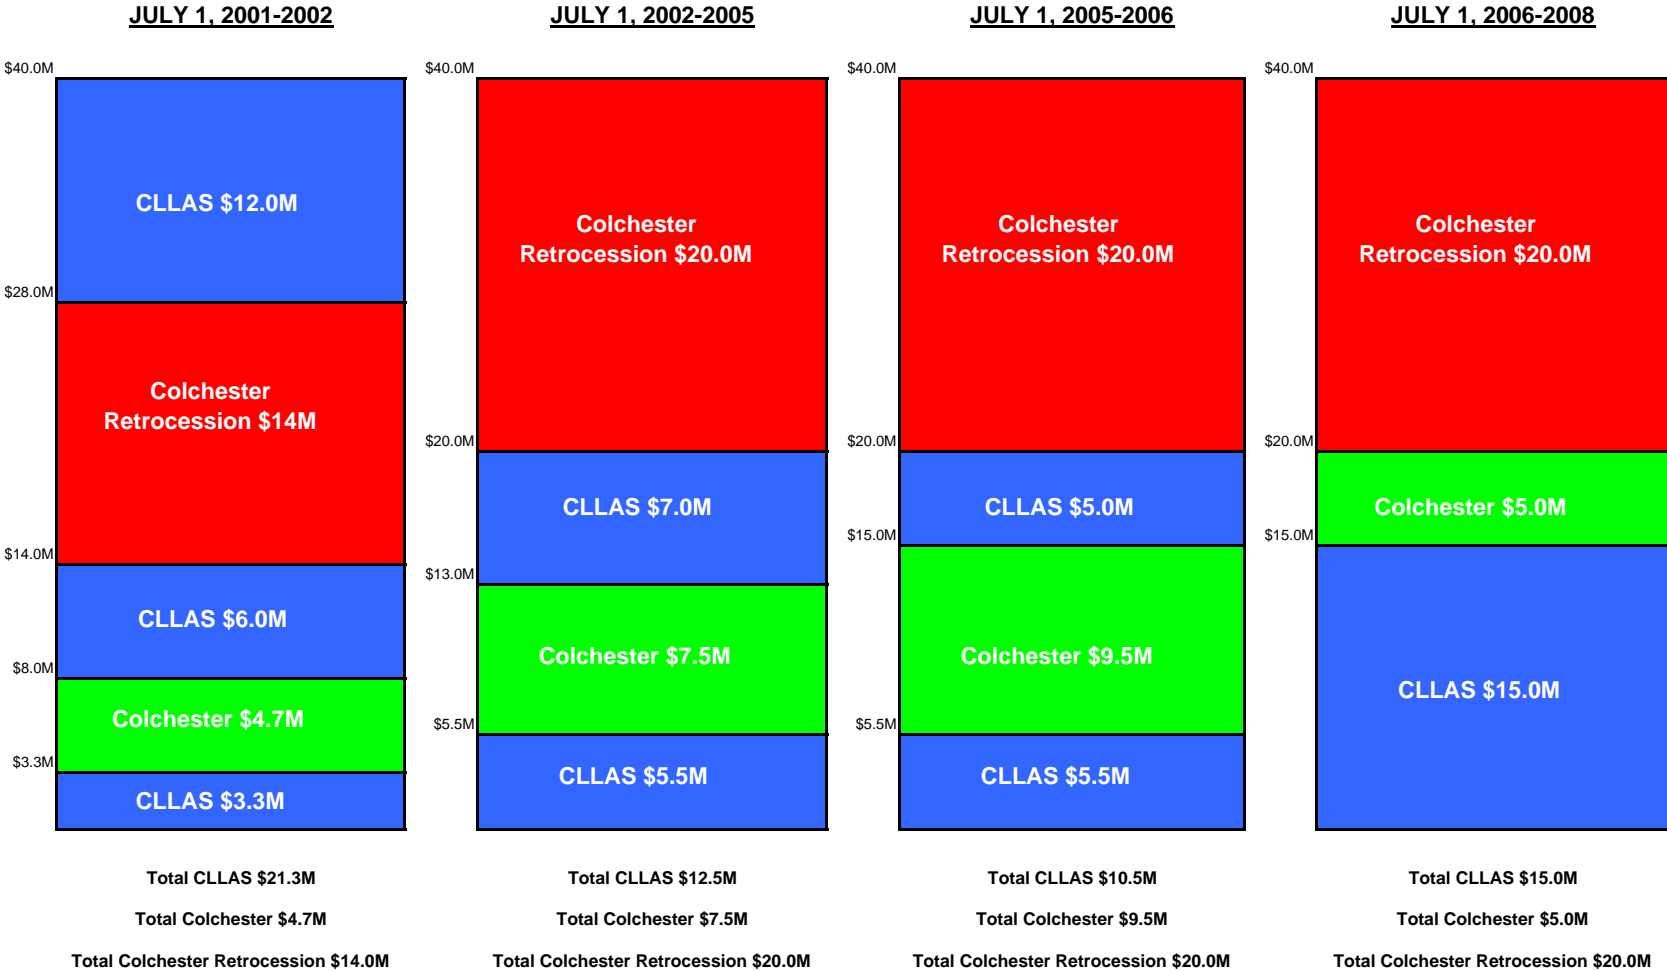 JULY 1, 2001-2002
$40.0M
CLLAS $12.0M
$28.0M
Colchester
Retrocession $14M
$14.0M
CLLAS $6.0M
$8.0M
Colchester $4.7M
$3.3M
CLLAS $3.3M
Total CLLAS $21.3M
Total Colchester $4.7M
Total Colchester Retrocession $14.0M
JULY 1, 2002-2005
$40.0M
Colchester
Retrocession $20.0M
$20.0M
CLLAS $7.0M
$13.0M
Colchester $7.5M
$5.5M
CLLAS $5.5M
Total CLLAS $12.5M
Total Colchester $7.5M
Total Colchester Retrocession $20.0M
JULY 1, 2005-2006
$40.0M
Colchester
Retrocession $20.0M
$20.0M
CLLAS $5.0M
$15.0M
Colchester $9.5M
$5.5M
CLLAS $5.5M
Total CLLAS $10.5M
Total Colchester $9.5M
Total Colchester Retrocession $20.0M
JULY 1, 2006-2008
$40.0M
Colchester
Retrocession $20.0M
$20.0M
Colchester $5.0M
$15.0M
CLLAS $15.0M
Total CLLAS $15.0M
Total Colchester $5.0M
Total Colchester Retrocession $20.0M